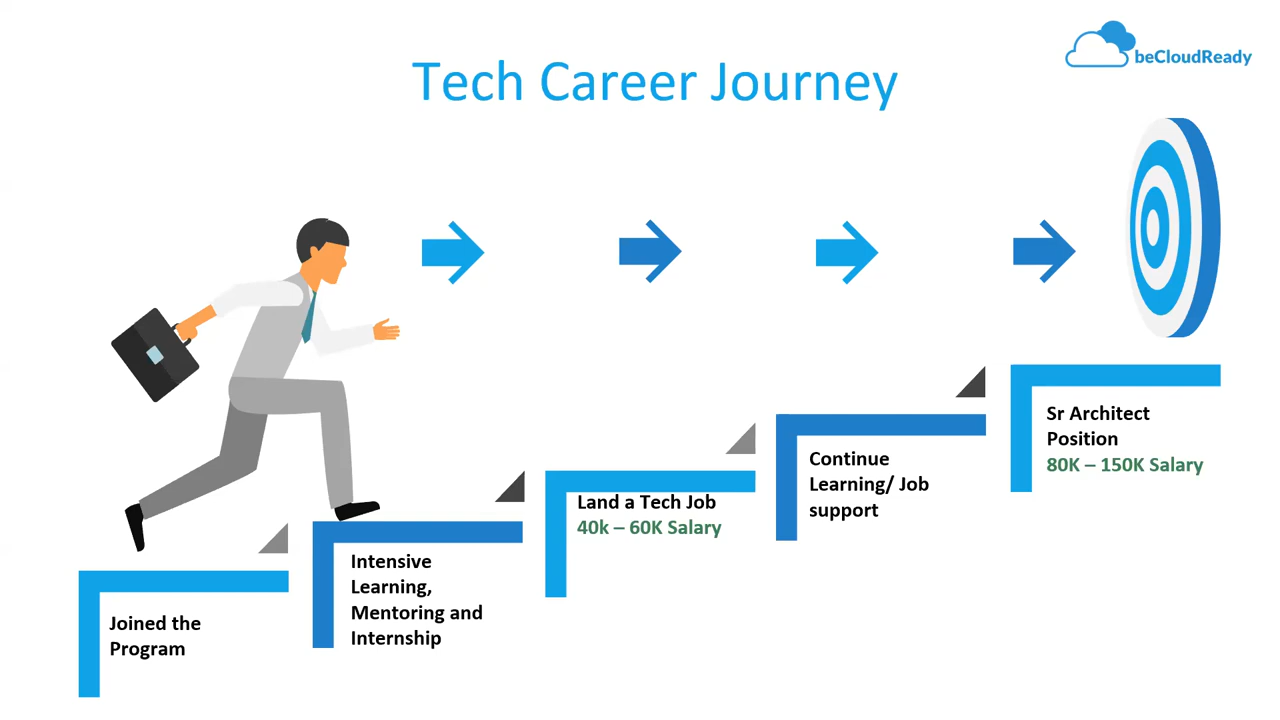 beCloudReady
Tech Career Journey
Joined the
Program
Intensive
Learning,
Mentoring and
Internship
Land a Tech Job
40k – 60K Salary
Continue
Learning/ Job
support
Sr Architect
Position
80K – 150K Salary